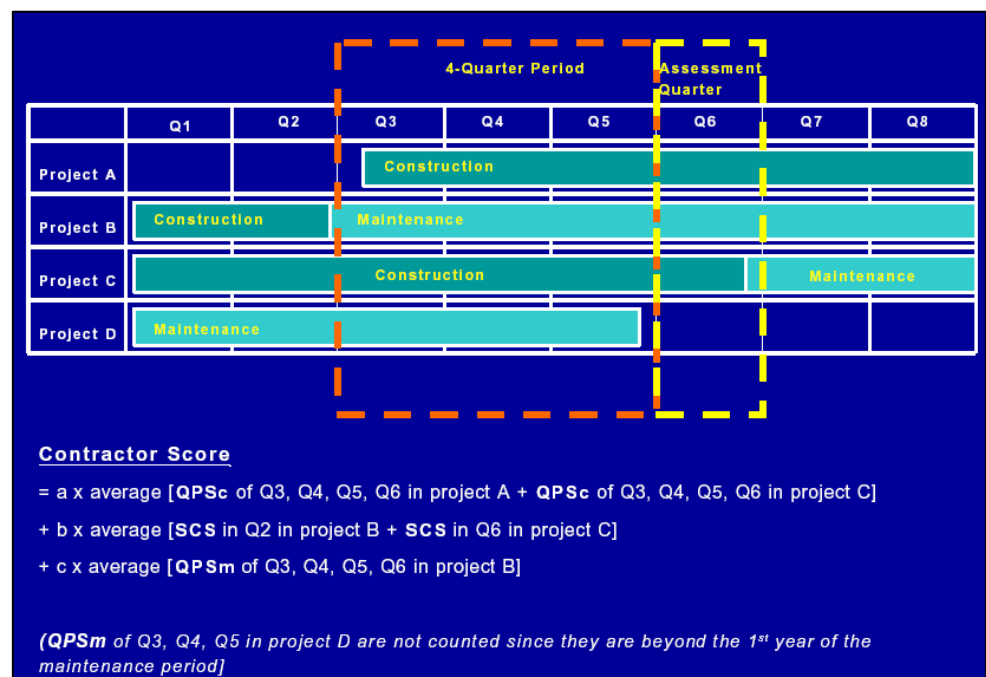 4-Quarter Period
Assessment
Quarter
Q1 Q2 Q3 Q4 Q5 Q6 Q7 Q8
Project A Construction
Project B Construction Maintenance
Project C Construction Maintenance
Project D Maintenance
Contractor Score
= a x average [QPSc of Q3, Q4, Q5, Q6 in project A + QPSc of Q3, Q4, Q5, Q6 in project C]
+ b x average [SCS in Q2 in project B + SCS in Q6 in project C]
+ c x average [QPSm of Q3, Q4, Q5, Q6 in project B]
(QPSm of Q3, Q4, Q5 in project D are not counted since they are beyond the 1st year of the
maintenance period]